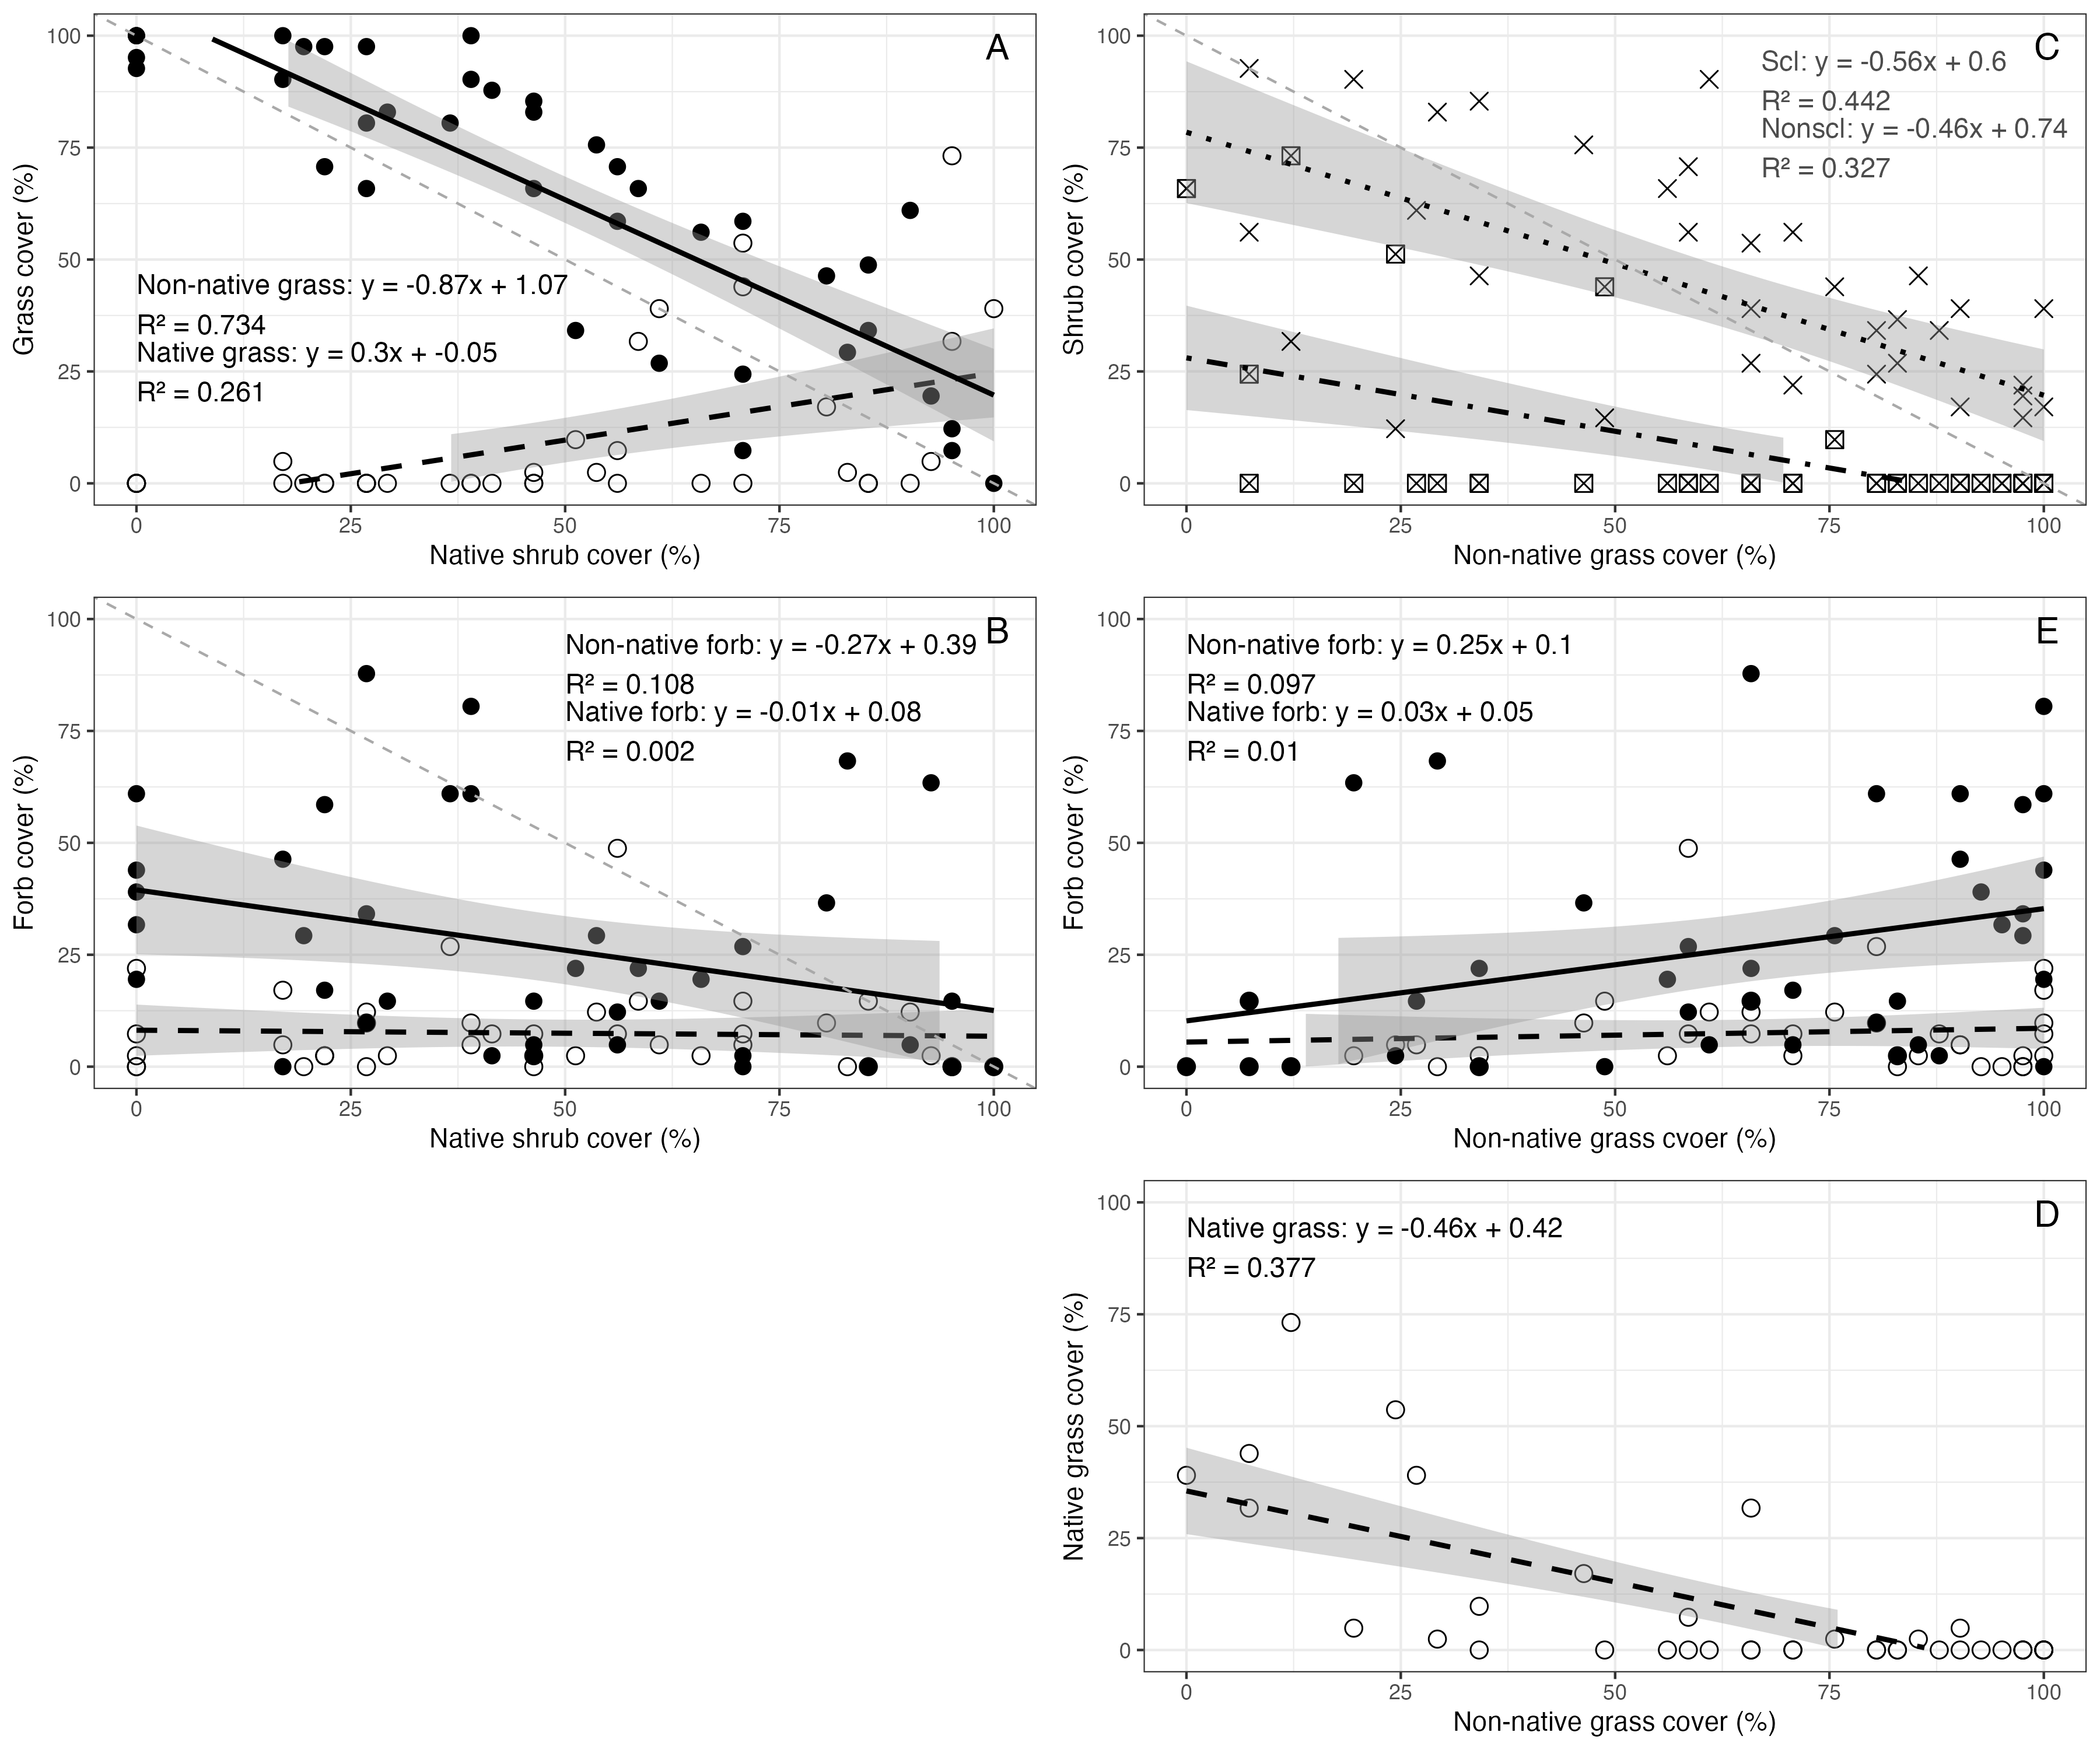 A
Grass cover (%)
100
75
50
25
0
Non-native grass: y = -0.87x + 1.07
R² = 0.734
Native grass: y = 0.3x + -0.05
R² = 0.261
0 25 50 75 100
Native shrub cover (%)
C
Shrub cover (%)
100
75
50
25
0
Scl: y = -0.56x + 0.6
R² = 0.442
Nonscl: y = -0.46x + 0.74
R² = 0.327
0 25 50 75 100
Non-native grass cover (%)
B
Forb cover (%)
100
75
50
25
0
Non-native forb: y = -0.27x + 0.39
R² = 0.108
Native forb: y = -0.01x + 0.08
R² = 0.002
0 25 50 75 100
Native shrub cover (%)
E
Forb cover (%)
100
75
50
25
0
Non-native forb: y = 0.25x + 0.1
R² = 0.097
Native forb: y = 0.03x + 0.05
R² = 0.01
0 25 50 75 100
Non-native grass cvoer (%)
D
Native grass cover (%)
100
75
50
25
0
Native grass: y = -0.46x + 0.42
R² = 0.377
0 25 50 75 100
Non-native grass cover (%)